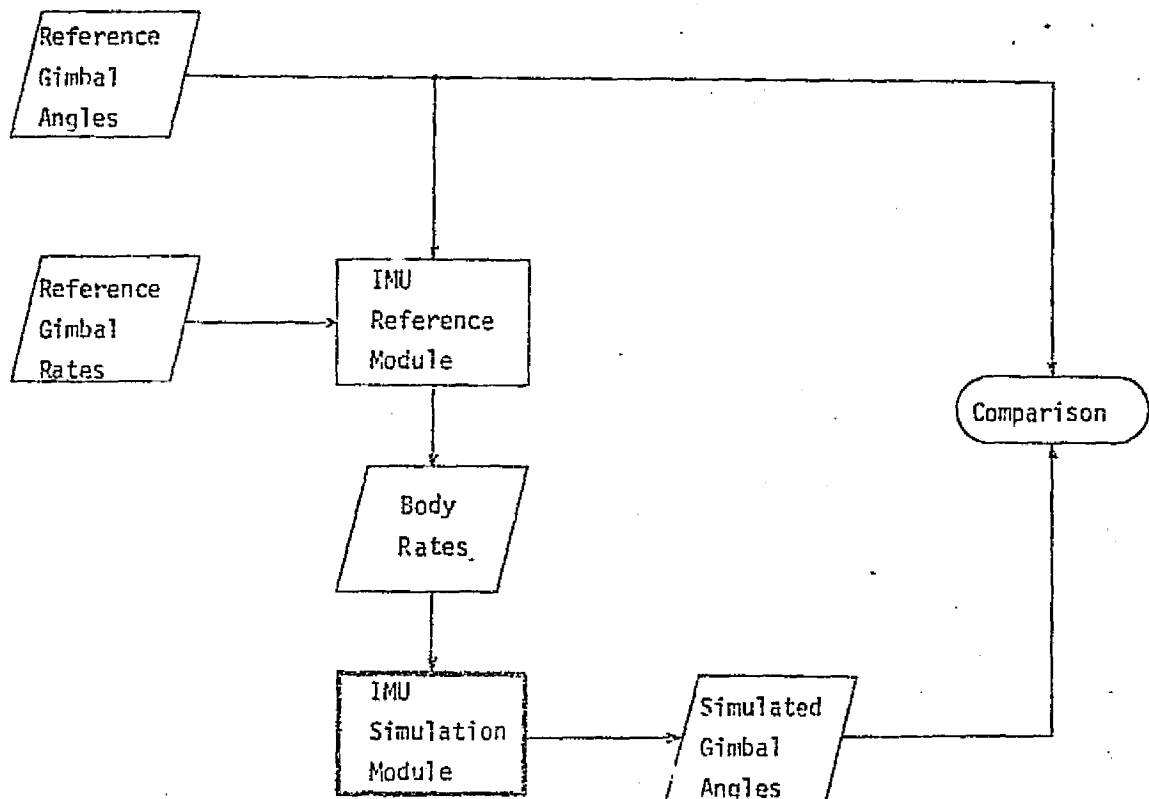 Reference
Gimbal
Angles
Reference
Gimbal
Rates
IMU
Reference
Module
Comparison
Body
Rates
IMU
Simulation
Module
Simulated
Gimbal
Angles